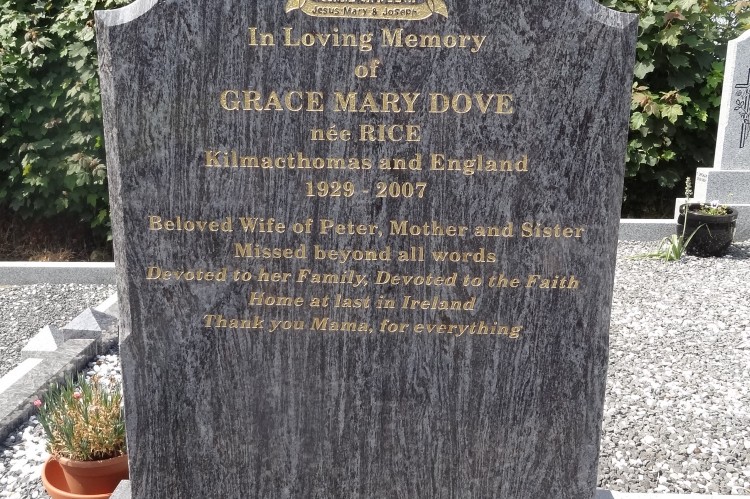 Jesus Mary & Joseph
In Loving Memory
of
GRACE MARY DOVE
née RICE
Kilmacthomas and England
1929 - 2007
Beloved Wife of Peter, Mother and Sister
Missed beyond all words
Devoted to her Family, Devoted to the Faith
Home at last in Ireland
Thank you Mama, for everything